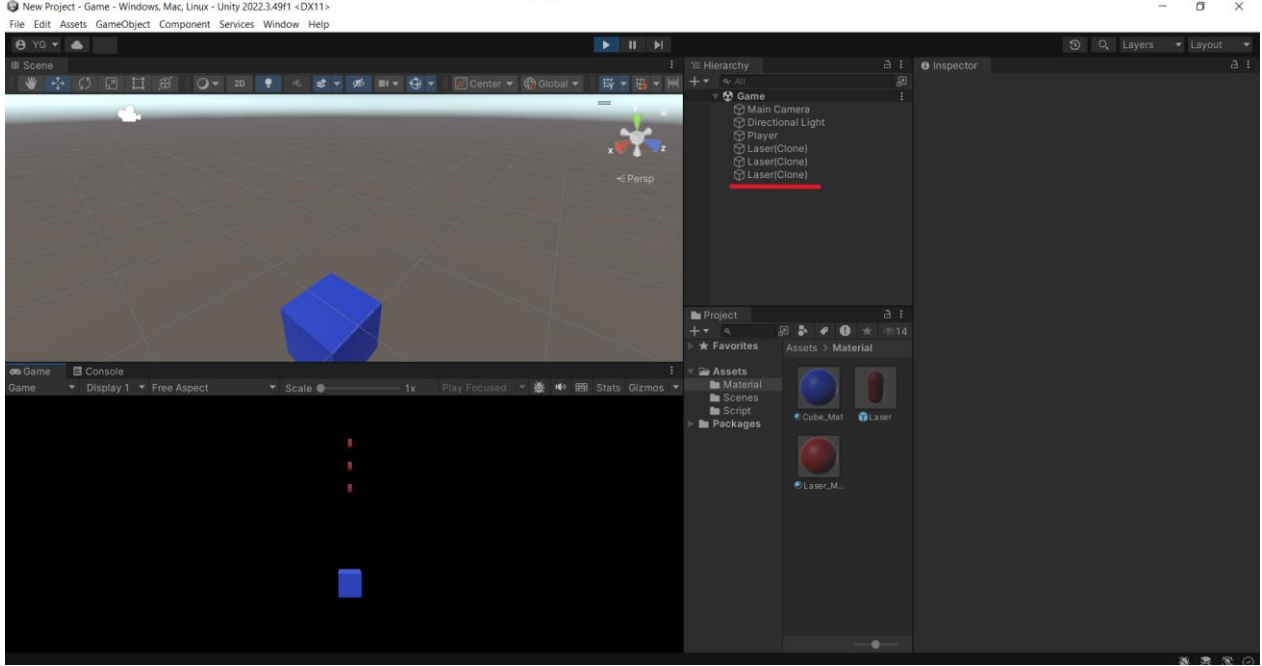 New Project - Game - Windows, Mac, Linux - Unity 2022.3.49f1 <DX11>
File Edit Assets GameObject Component Services Window Help
YG
Layers Layout
Scene
2D Center Global
y
x z
Persp
Hierarchy
All
Game
Main Camera
Directional Light
Player
Laser(Clone)
Laser(Clone)
Laser(Clone)
Inspector
Project
14
Favorites
Assets
Material
Scenes
Script
Packages
Assets > Material
Cube_Mat Laser
Laser_M...
Game Console
Game Display 1 Free Aspect Scale 1x Play Focused Stats Gizmos